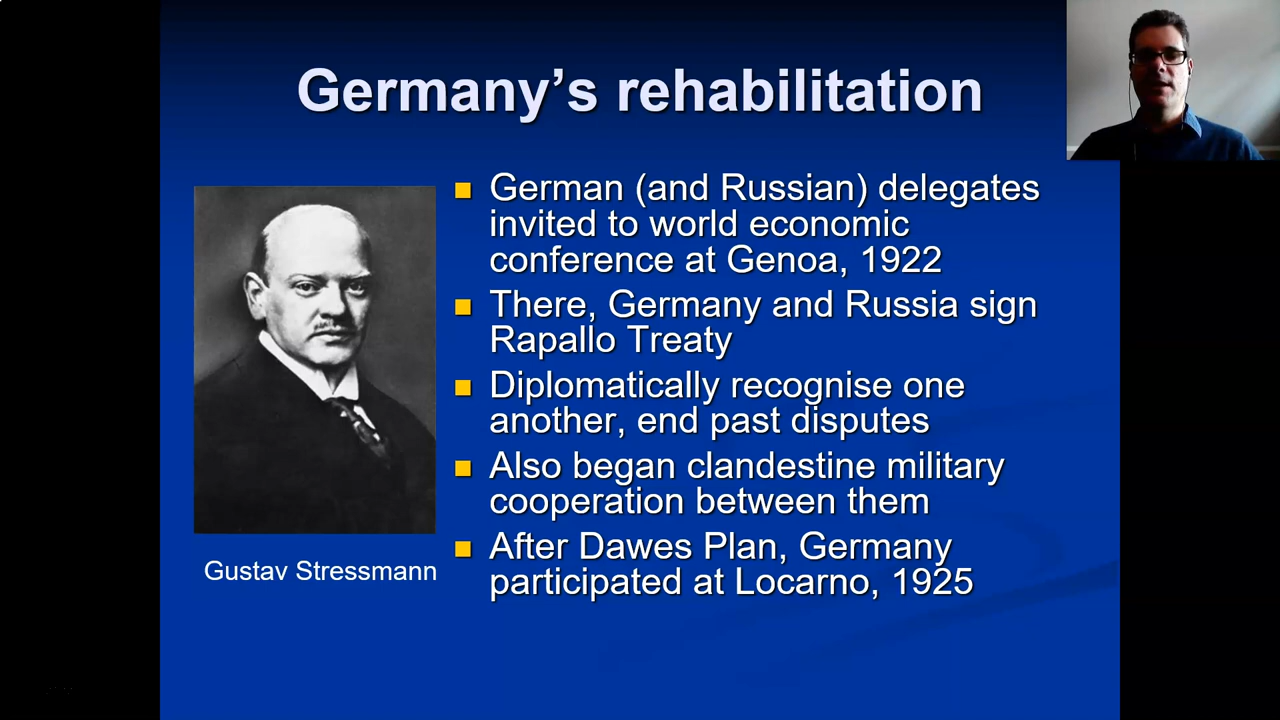 Germany’s rehabilitation
German (and Russian) delegates
invited to world economic
conference at Genoa, 1922
There, Germany and Russia sign
Rapallo Treaty
Diplomatically recognise one
another, end past disputes
Also began clandestine military
cooperation between them
After Dawes Plan, Germany
participated at Locarno, 1925
Gustav Stressmann